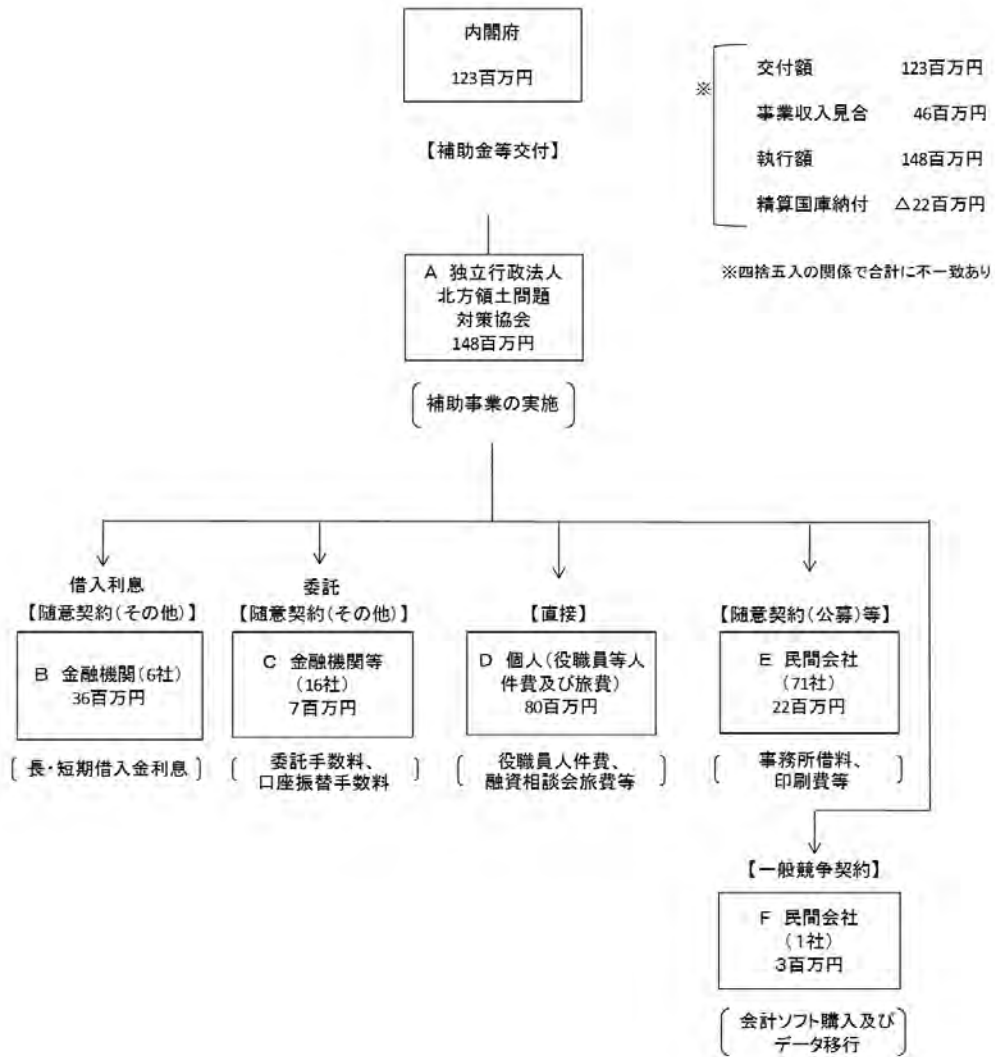 内閣府
123百万円
【補助金等交付】
※
交付額 123百万円
事業収入見合 46百万円
執行額 148百万円
精算国庫納付 △22百万円
※四捨五入の関係で合計に不一致あり
A 独立行政法人
北方領土問題
対策協会
148百万円
補助事業の実施
借入利息
【随意契約(その他)】
B 金融機関(6社)
36百万円
長・短期借入金利息
委託
【随意契約(その他)】
C 金融機関等
(16社)
7百万円
委託手数料、
口座振替手数料
【直接】
D 個人(役職員等人
件費及び旅費)
80百万円
役職員人件費、
融資相談会旅費等
【随意契約(公募)等】
E 民間会社
(71社)
22百万円
事務所借料、
印刷費等
【一般競争契約】
F 民間会社
(1社)
3百万円
会計ソフト購入及び
データ移行